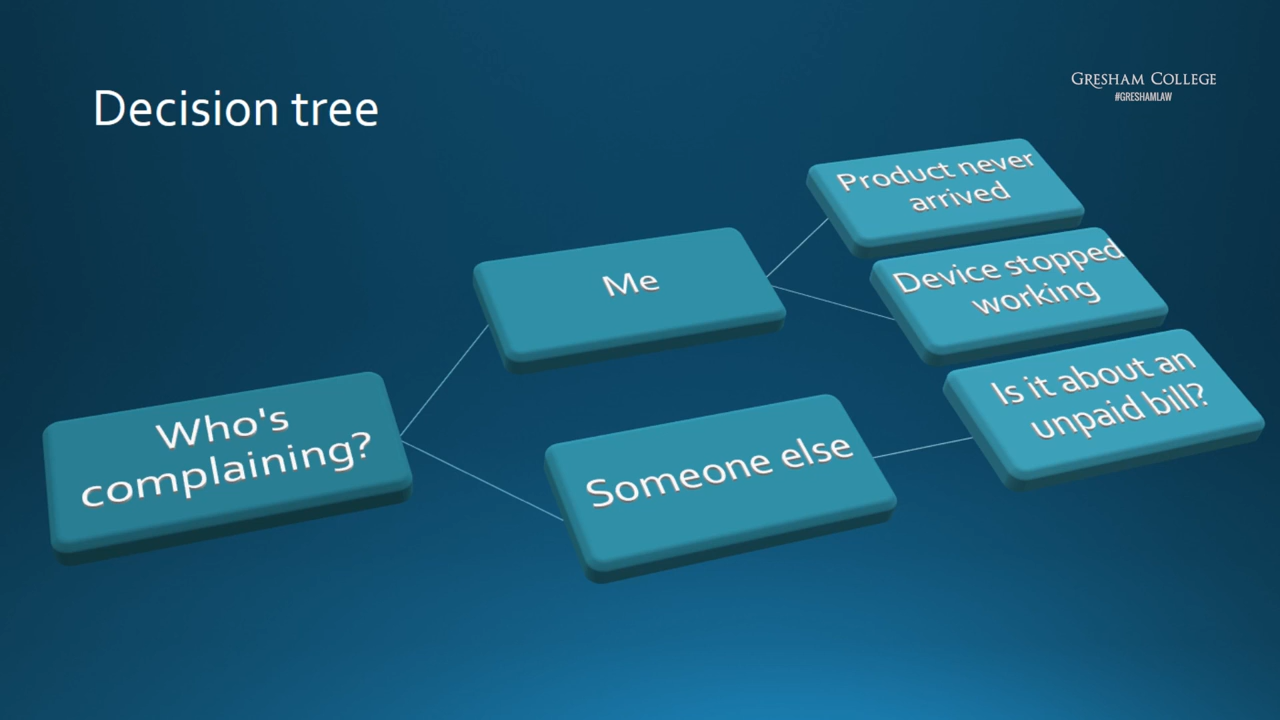 Decision tree
GRESHAM COLLEGE
#GRESHAMLAW
Who's
complaining?
Me
Someone else
Product never
arrived
Device stopped
working
Is it about an
unpaid bill?